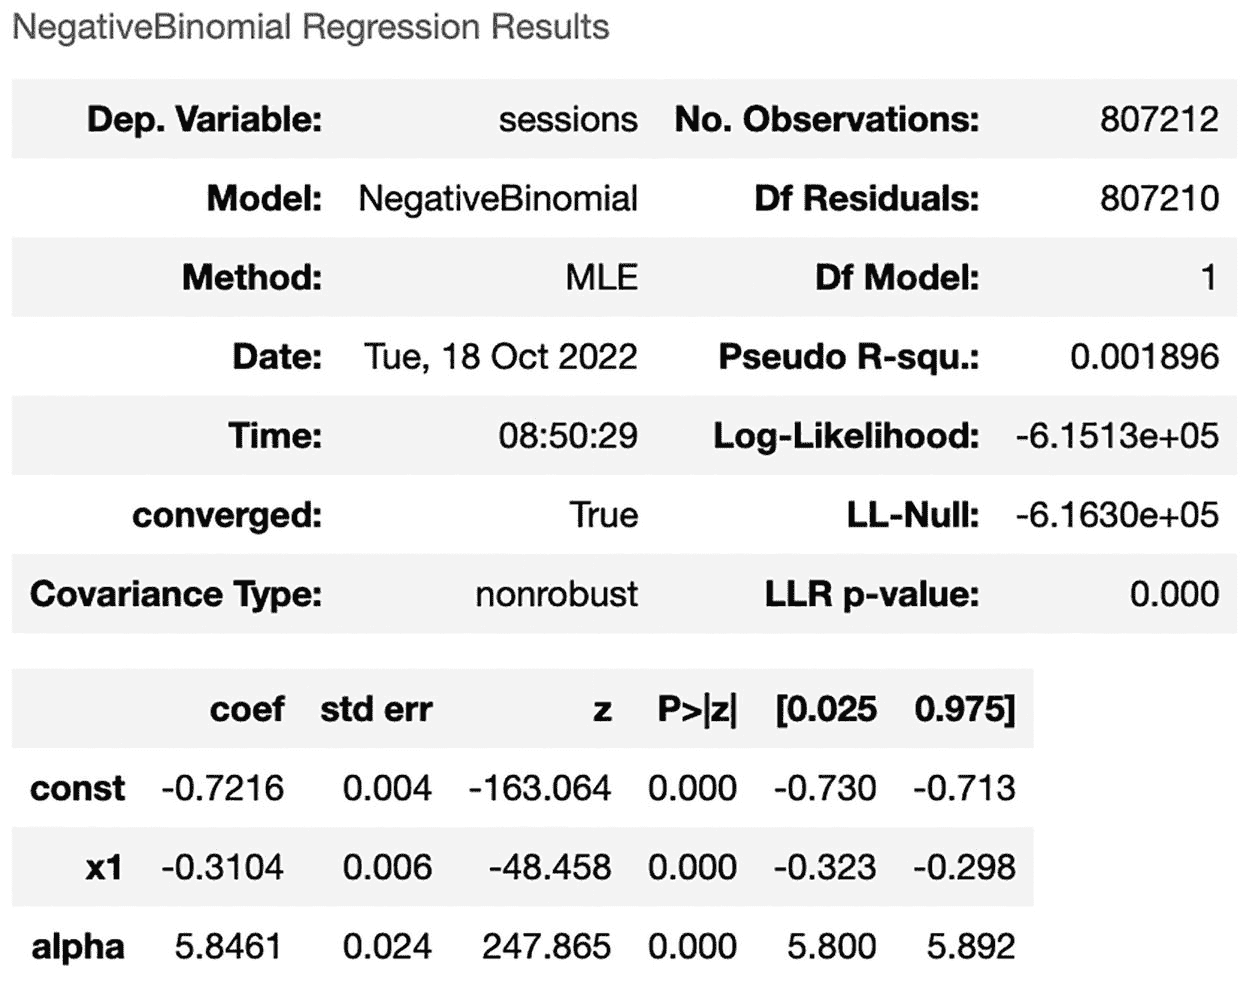 NegativeBinomial Regression Results
Dep. Variable: sessions No. Observations: 807212
Model: NegativeBinomial Df Residuals: 807210
Method: MLE Df Model: 1
Date: Tue, 18 Oct 2022 Pseudo R-squ.: 0.001896
Time: 08:50:29 Log-Likelihood: -6.1513e+05
converged: True LL-Null: -6.1630e+05
Covariance Type: nonrobust LLR p-value: 0.000
coef std err z P>|z| [0.025 0.975]
const -0.7216 0.004 -163.064 0.000 -0.730 -0.713
x1 -0.3104 0.006 -48.458 0.000 -0.323 -0.298
alpha 5.8461 0.024 247.865 0.000 5.800 5.892